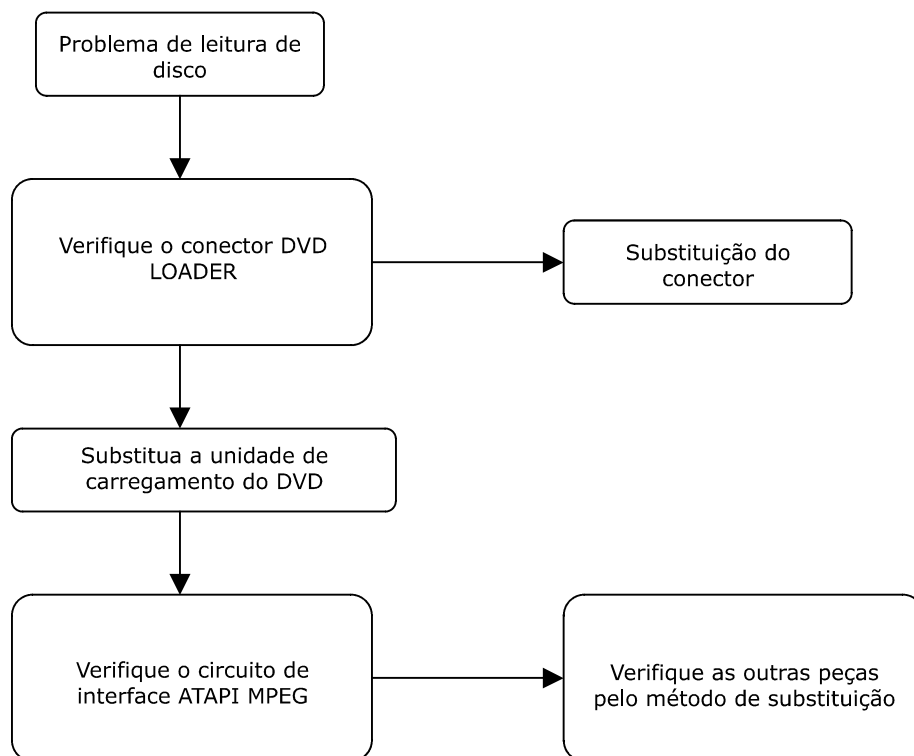 Problema de leitura de
disco
Verifique o conector DVD
LOADER
Substituição do
conector
Substitua a unidade de
carregamento do DVD
Verifique o circuito de
interface ATAPI MPEG
Verifique as outras peças
pelo método de substituição